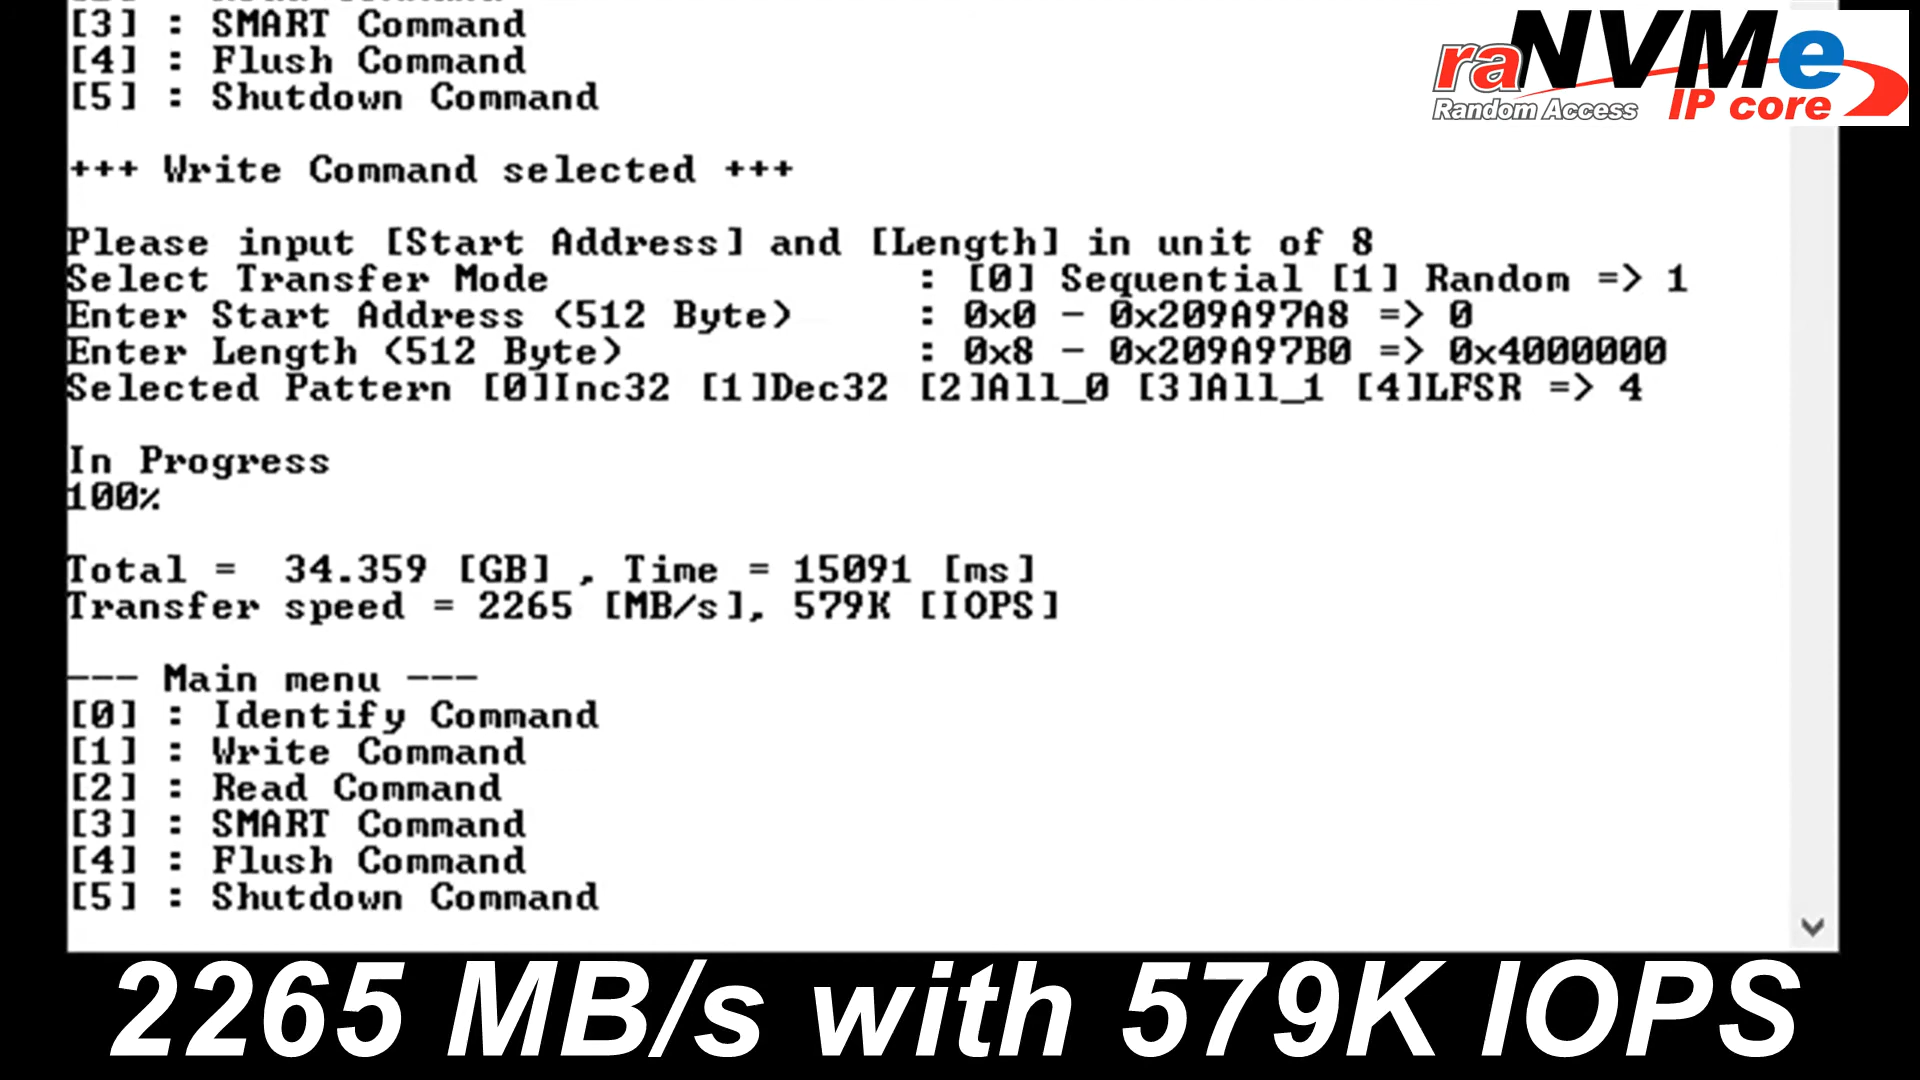 [3] : SMART Command
[4] : Flush Command
[5] : Shutdown Command
raNVMe
Random Access IP core
+++ Write Command selected +++
Please input [Start Address] and [Length] in unit of 8
Select Transfer Mode : [0] Sequential [1] Random => 1
Enter Start Address (512 Byte) : 0x0 - 0x209A97A8 => 0
Enter Length (512 Byte) : 0x8 - 0x209A97B0 => 0x4000000
Selected Pattern [0]Inc32 [1]Dec32 [2]All_0 [3]All_1 [4]LFSR => 4
In Progress
100%
Total = 34.359 [GB] , Time = 15091 [ms]
Transfer speed = 2265 [MB/s], 579K [IOPS]
--- Main menu ---
[0] : Identify Command
[1] : Write Command
[2] : Read Command
[3] : SMART Command
[4] : Flush Command
[5] : Shutdown Command
2265 MB/s with 579K IOPS